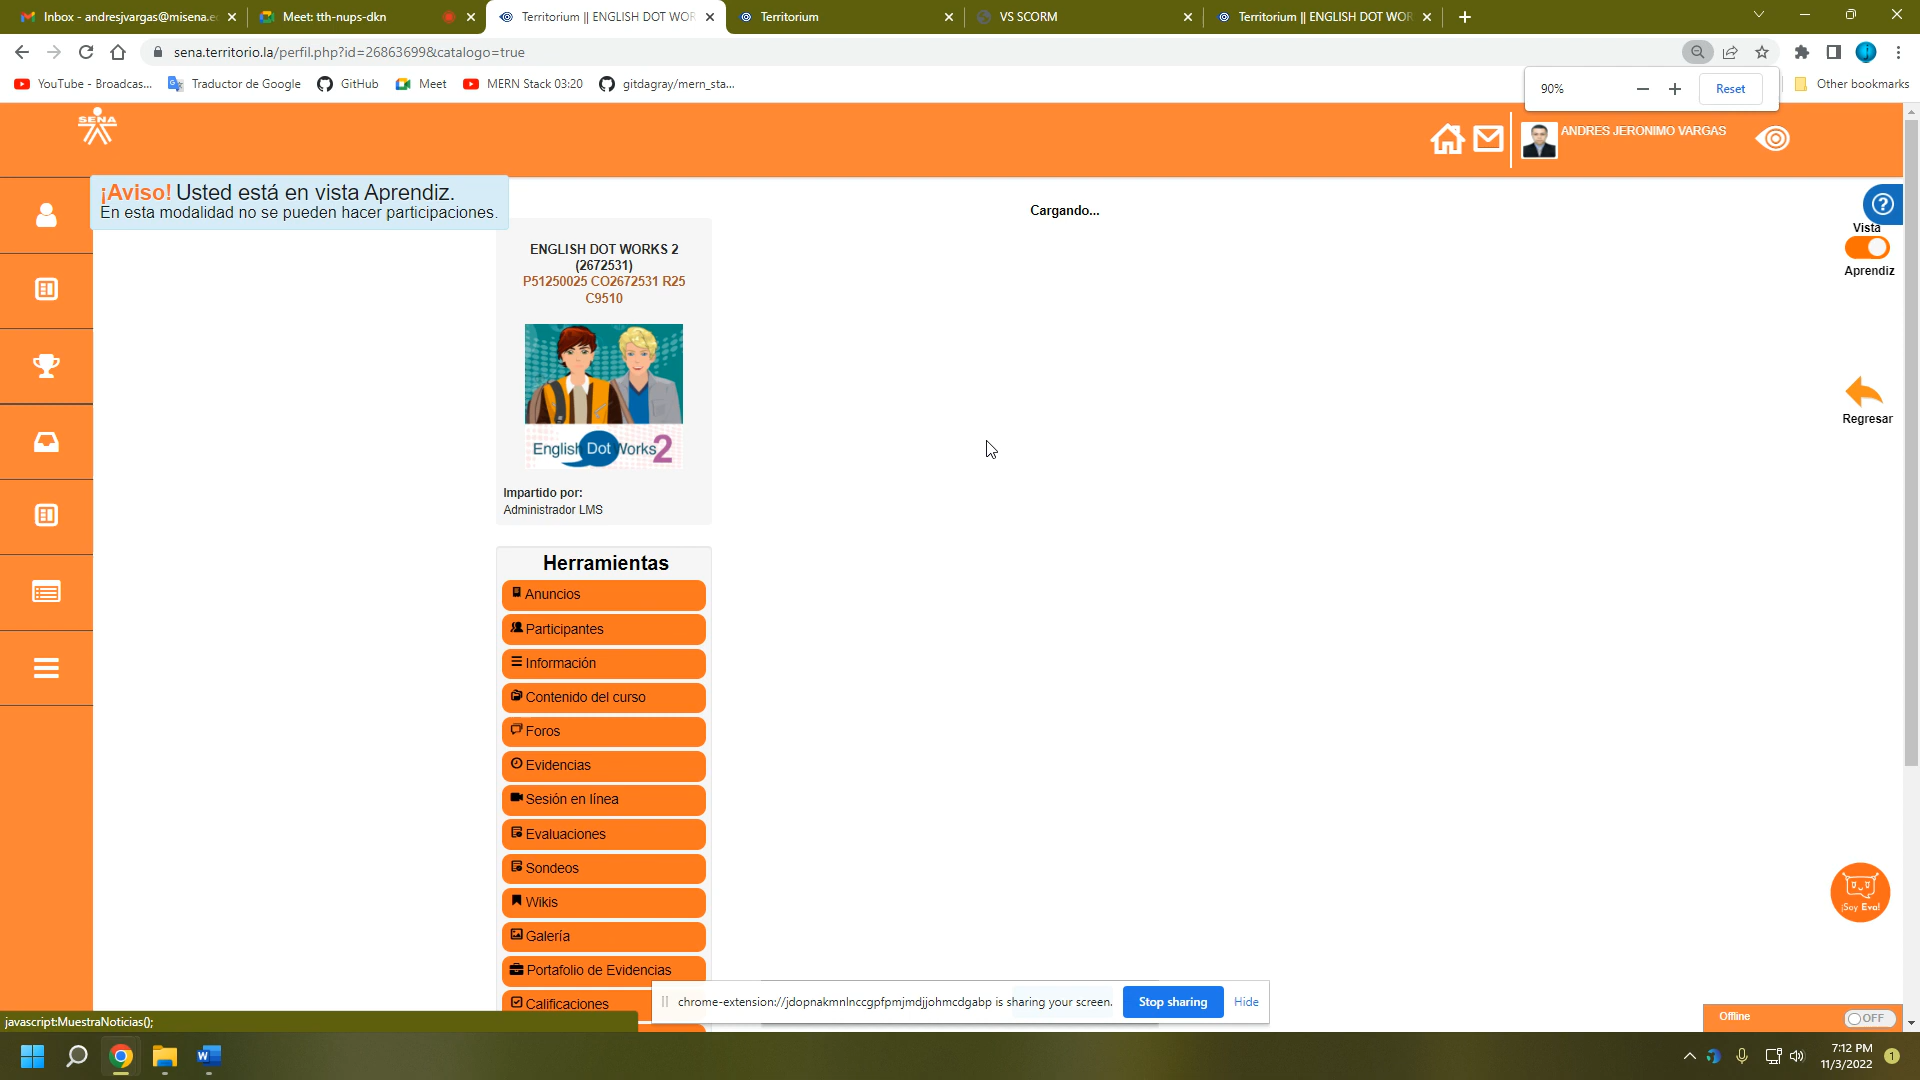 Inbox - andresjvargas@misena.e
Meet: tth-nups-dkn
Territorium || ENGLISH DOT WOR
Territorium
VS SCORM
Territorium || ENGLISH DOT WOR
sena.territorio.la/perfil.php?id=26863699&catalogo=true
YouTube - Broadcas...
Traductor de Google
GitHub
Meet
MERN Stack 03:20
gitdagray/mern_sta...
Other bookmarks
90%
Reset
SENA
ANDRES JERONIMO VARGAS
¡Aviso! Usted está en vista Aprendiz.
En esta modalidad no se pueden hacer participaciones.
Cargando...
Vista
Aprendiz
Regresar
ENGLISH DOT WORKS 2
(2672531)
P51250025 CO2672531 R25
C9510
English Dot Works 2
Impartido por:
Administrador LMS
Herramientas
Anuncios
Participantes
Información
Contenido del curso
Foros
Evidencias
Sesión en línea
Evaluaciones
Sondeos
Wikis
Galería
Portafolio de Evidencias
Calificaciones
¡Soy Eva!
chrome-extension://jdopnakmnlnccgpfpmjmdjjohmcdgabp is sharing your screen.
Stop sharing
Hide
javascript:MuestraNoticias();
Offline
OFF
7:12 PM
11/3/2022
1